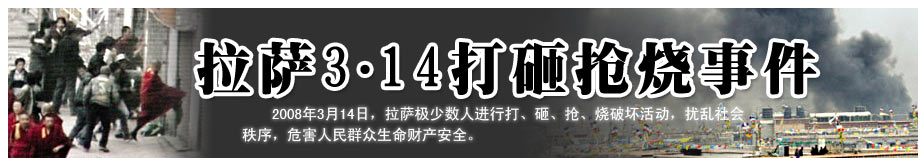 拉萨3·14打砸抢烧事件
2008年3月14日，拉萨极少数人进行打、砸、抢、烧破坏活动，扰乱社会
秩序，危害人民群众生命财产安全。